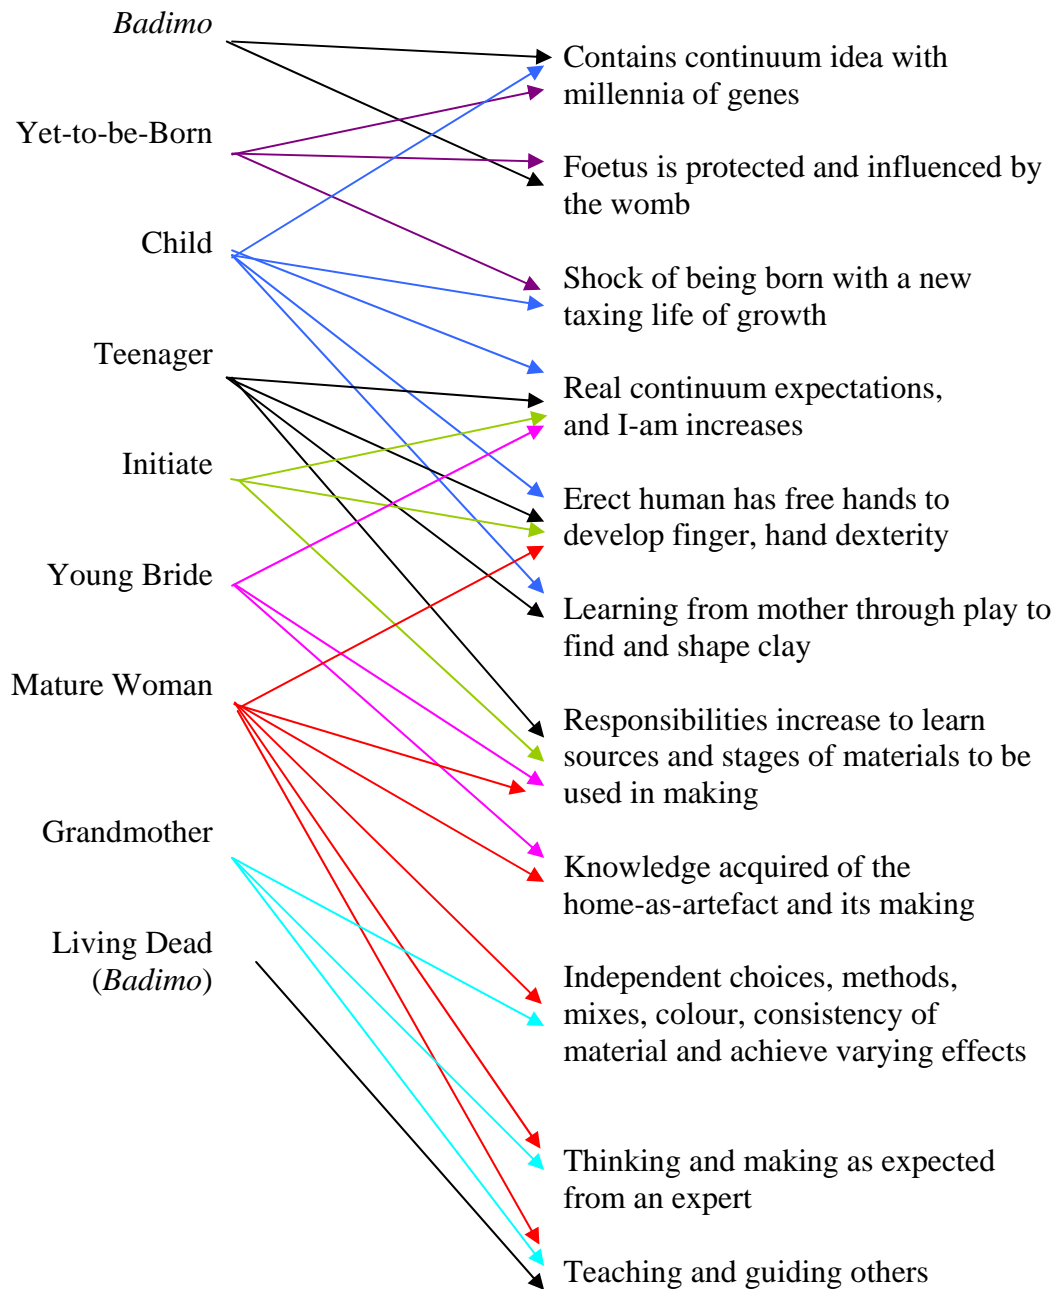 Badimo
Yet-to-be-Born
Child
Teenager
Initiate
Young Bride
Mature Woman
Grandmother
Living Dead
(Badimo)
Contains continuum idea with
millennia of genes
Foetus is protected and influenced by
the womb
Shock of being born with a new
taxing life of growth
Real continuum expectations,
and I-am increases
Erect human has free hands to
develop finger, hand dexterity
Learning from mother through play to
find and shape clay
Responsibilities increase to learn
sources and stages of materials to be
used in making
Knowledge acquired of the
home-as-artefact and its making
Independent choices, methods,
mixes, colour, consistency of
material and achieve varying effects
Thinking and making as expected
from an expert
Teaching and guiding others